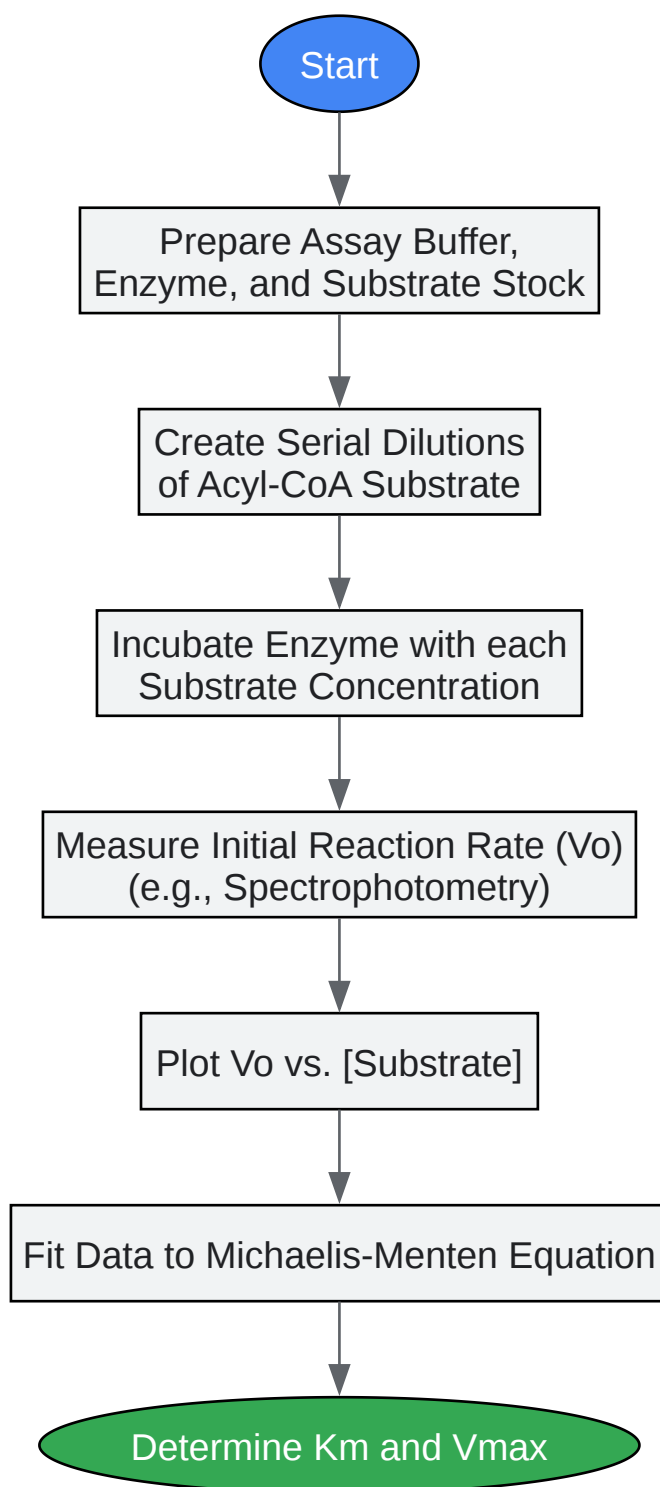 Start
Prepare Assay Buffer,
Enzyme, and Substrate Stock
Create Serial Dilutions
of Acyl-CoA Substrate
Incubate Enzyme with each
Substrate Concentration
Measure Initial Reaction Rate (Vo)
(e.g., Spectrophotometry)
Plot Vo vs. [Substrate]
Fit Data to Michaelis-Menten Equation
Determine Km and Vmax